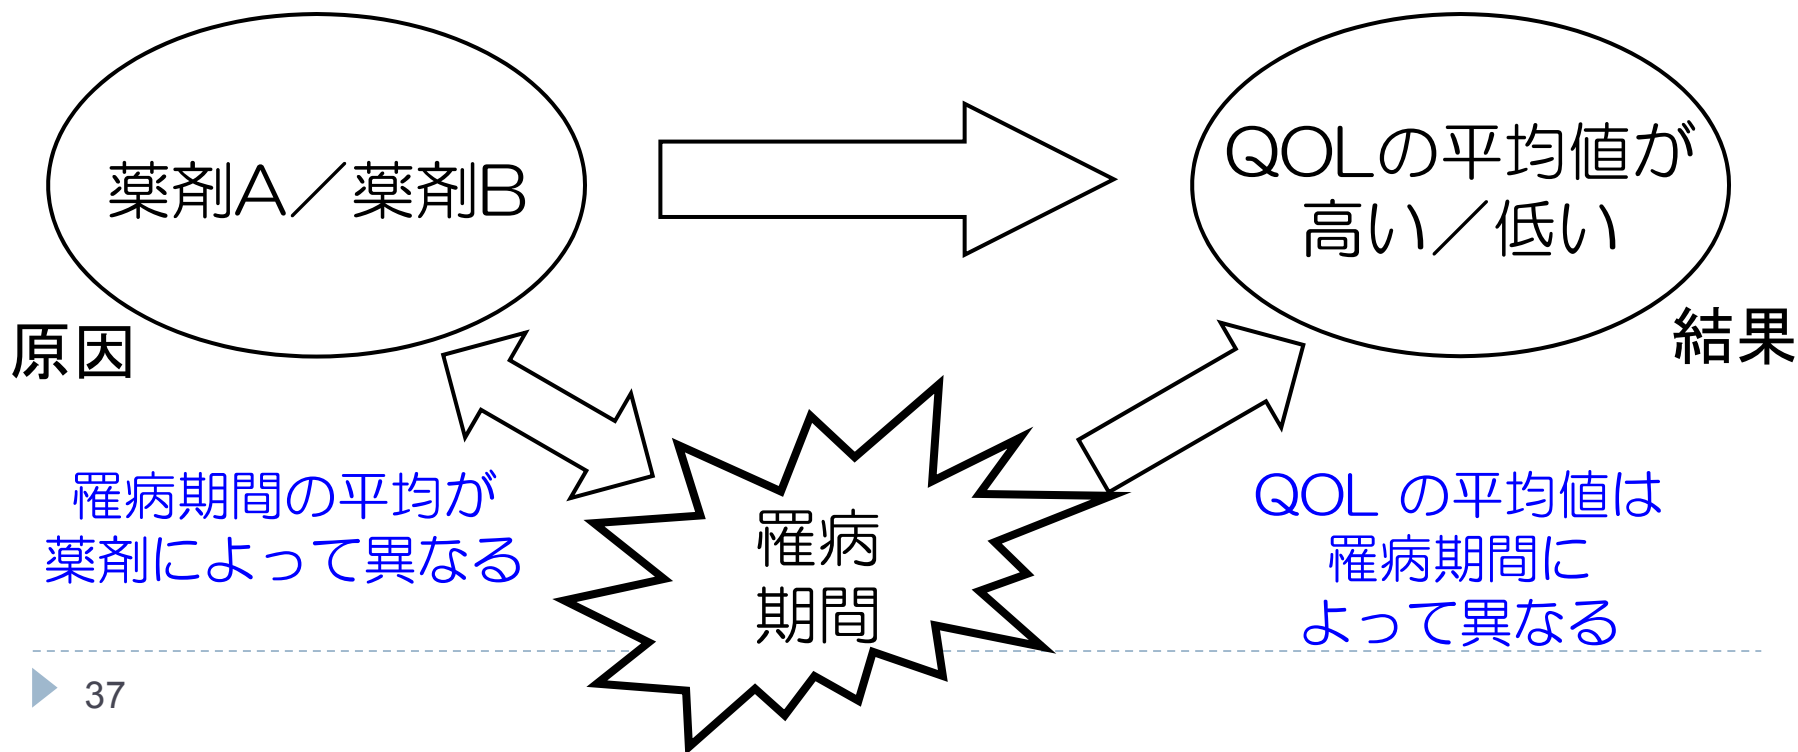 薬剤A／薬剤B
QOLの平均値が
高い／低い
原因
結果
罹病期間の平均が
薬剤によって異なる
罹病
期間
QOL の平均値は
罹病期間に
よって異なる
37